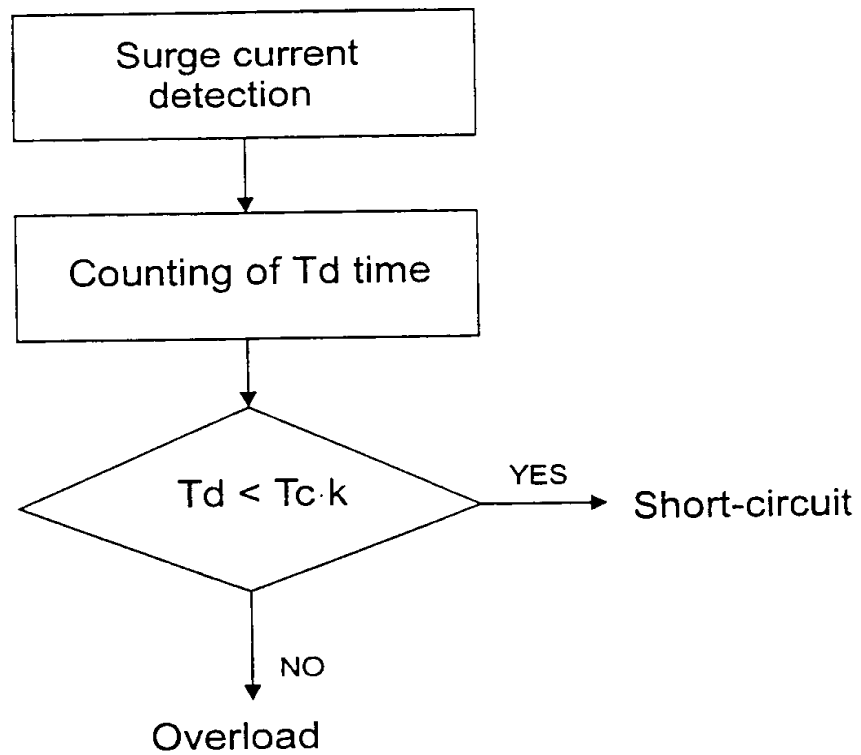 Surge current
detection
Counting of Td time
Td < Tc·k
YES
Short-circuit
NO
Overload